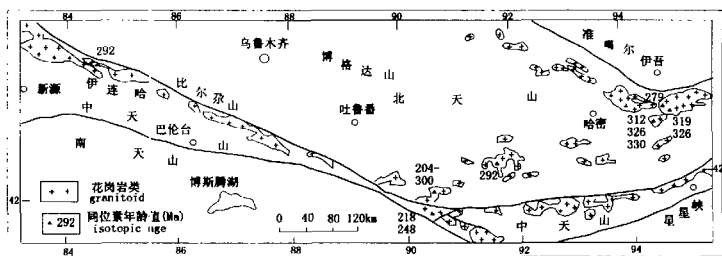 84 86 88 90 92 94
292
乌鲁木齐
博格达山
准噶尔
伊吾
新源
伊连哈比尔尕山
吐鲁番
北天山
279
哈密
312 319
326 326
330
中天山
巴伦台
南天山
204-
300
292
42
42
博斯腾湖
花岗岩类
granitoid
292 同位素年龄值(Ma)
isotopic age
0 40 80 120km
218
248
中天山
星星峡
84 86 88 90 92 94